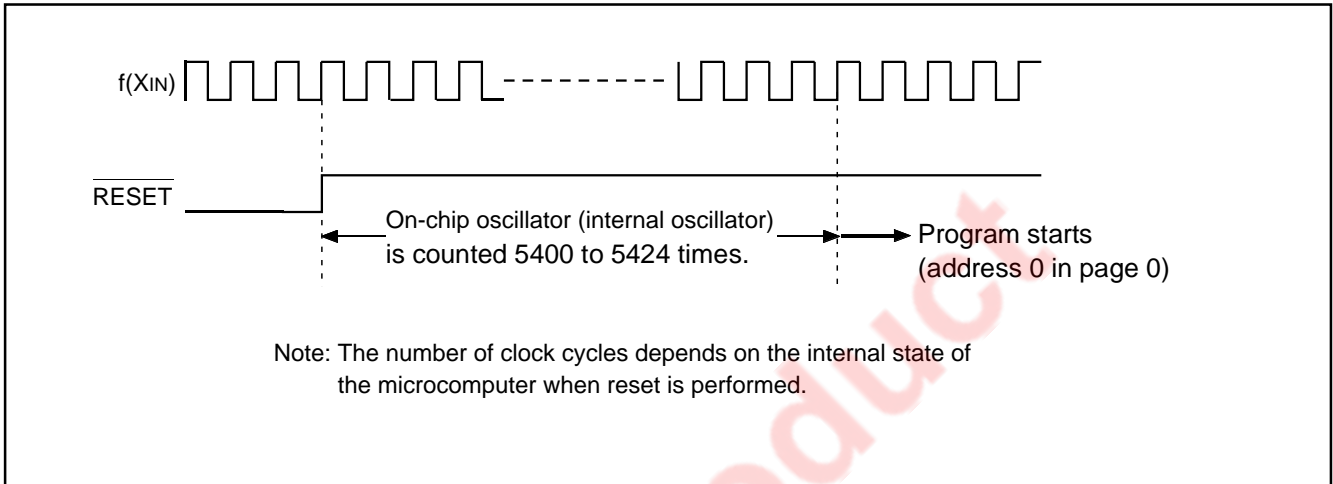 f(XIN)
RESET
On-chip oscillator (internal oscillator)
is counted 5400 to 5424 times.
Program starts
(address 0 in page 0)
Note: The number of clock cycles depends on the internal state of
the microcomputer when reset is performed.
oduct